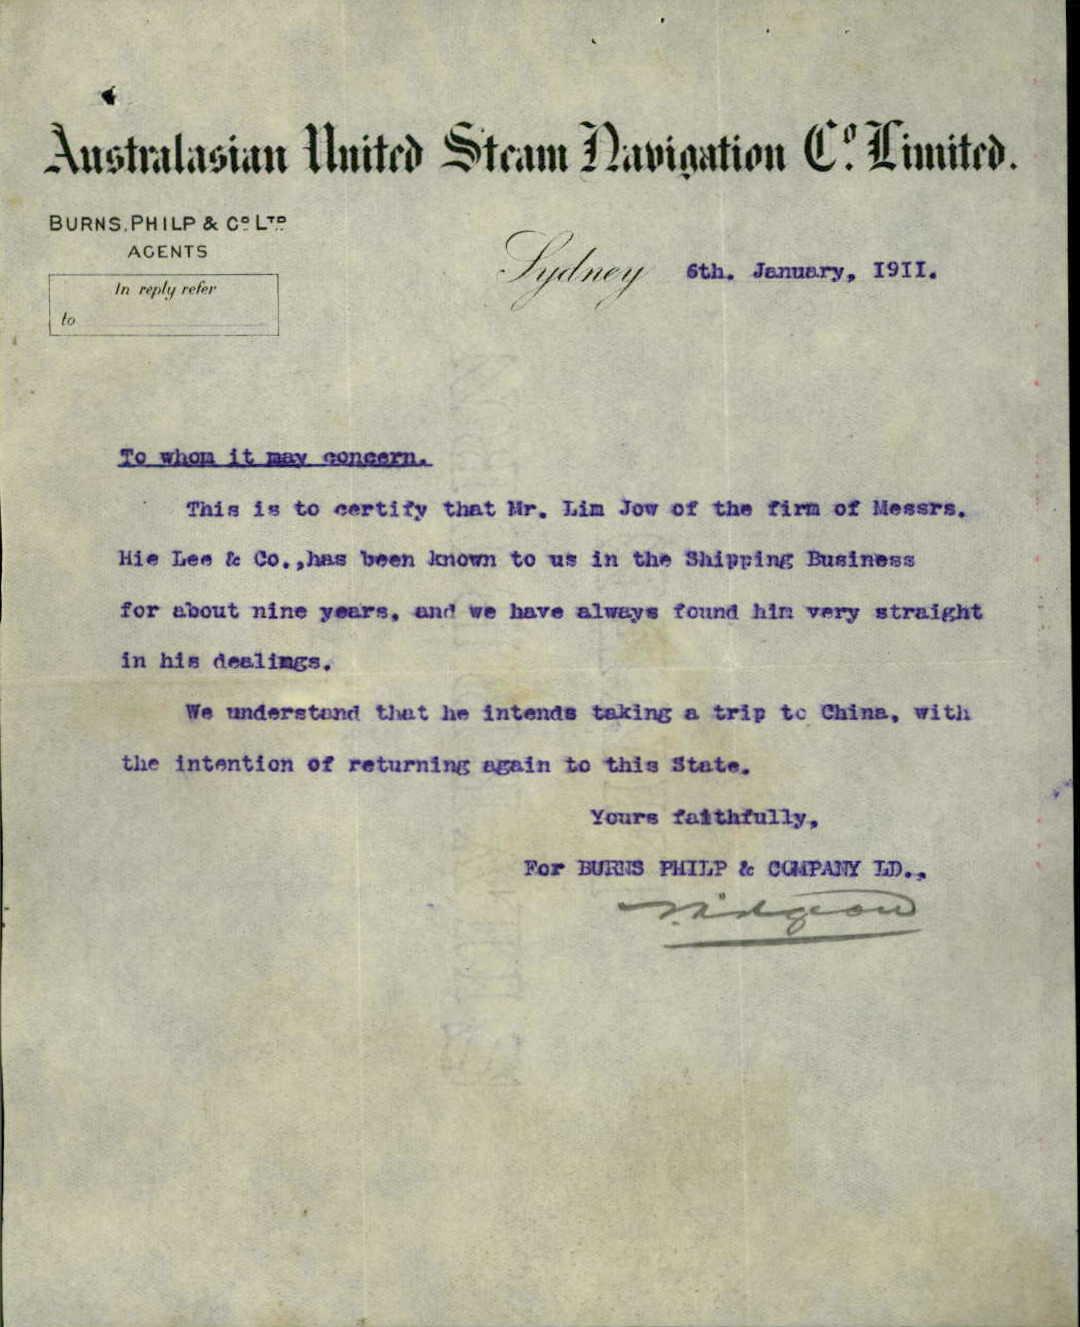 Australasian United Steam Navigation Co. Limited.
BURNS, PHILP & Co. LTD
AGENTS
In reply refer
to
Sydney 6th. January, 1911.
To whom it may concern.
This is to certify that Mr. Lim Jow of the firm of Messrs.
Hie Lee & Co.,has been known to us in the Shipping Business
for about nine years, and we have always found him very straight
in his dealings.
We understand that he intends taking a trip to China, with
the intention of returning again to this State.
Yours faithfully,
For BURNS PHILP & COMPANY LD.,